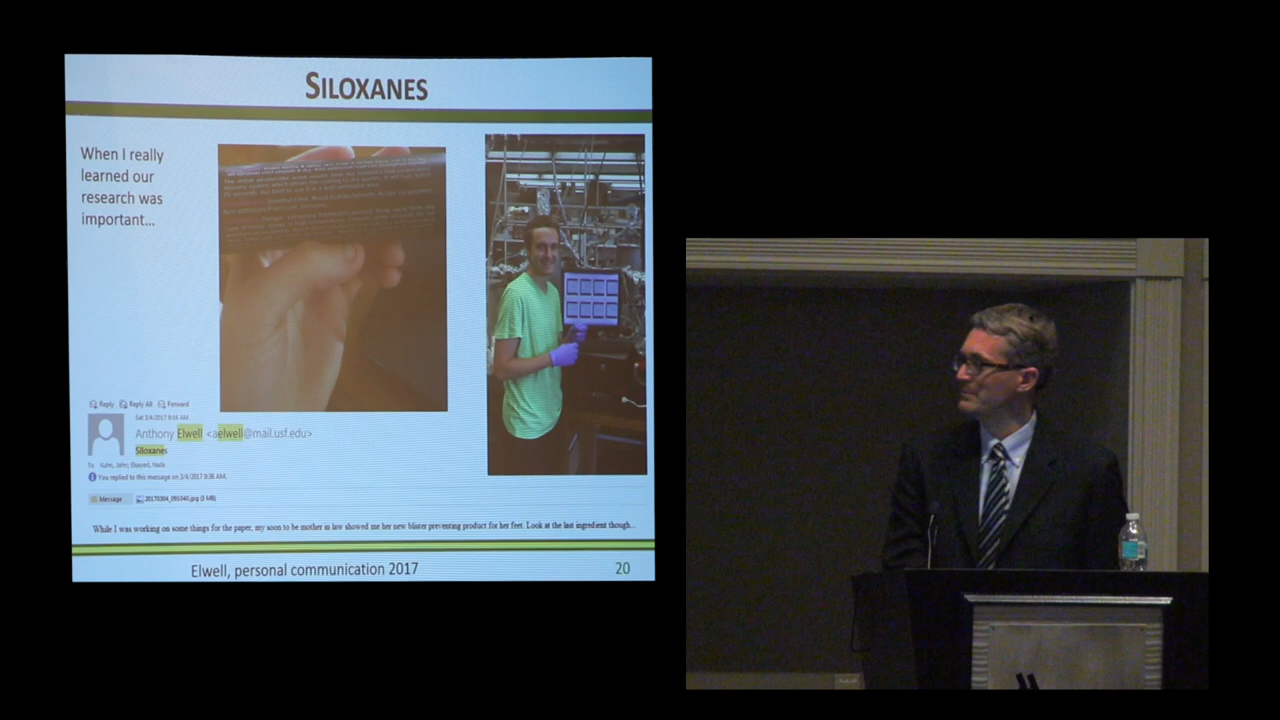 SILOXANES
When I really
learned our
research was
important...
Reply Reply All Forward
Sat 3/4/2017 9:16 AM
Anthony Elwell <aelwell@mail.usf.edu>
Siloxanes
To Kuhn, John; Elsayed, Nada
You replied to this message on 3/4/2017 9:36 AM.
Message 20170304_091040.jpg (2 MB)
While I was working on some things for the paper, my soon to be mother in law showed me her new blister preventing product for her feet. Look at the last ingredient though...
Elwell, personal communication 2017
20